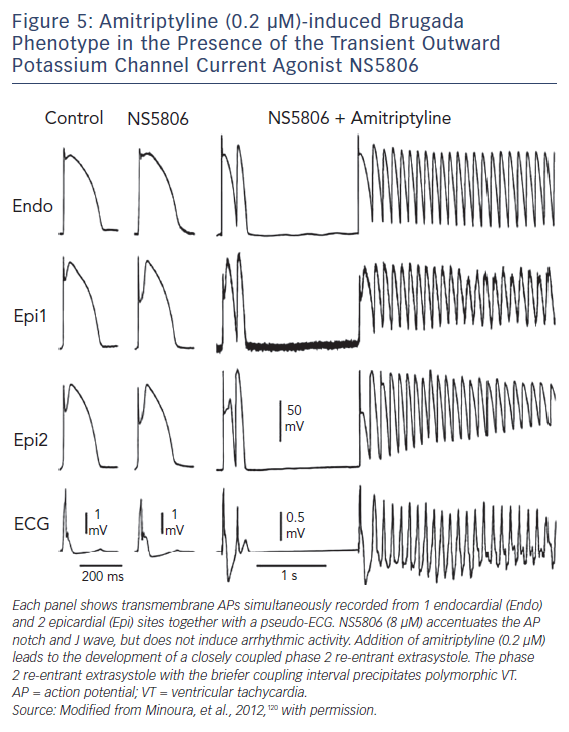 Figure 5: Amitriptyline (0.2 µM)-induced Brugada
Phenotype in the Presence of the Transient Outward
Potassium Channel Current Agonist NS5806
Control NS5806 NS5806 + Amitriptyline
Endo
Epi1
Epi2
50
mV
ECG
1
mV
1
mV
0.5
mV
200 ms
1 s
Each panel shows transmembrane APs simultaneously recorded from 1 endocardial (Endo)
and 2 epicardial (Epi) sites together with a pseudo-ECG. NS5806 (8 µM) accentuates the AP
notch and J wave, but does not induce arrhythmic activity. Addition of amitriptyline (0.2 µM)
leads to the development of a closely coupled phase 2 re-entrant extrasystole. The phase
2 re-entrant extrasystole with the briefer coupling interval precipitates polymorphic VT.
AP = action potential; VT = ventricular tachycardia.
Source: Modified from Minoura, et al., 2012,¹²⁰ with permission.